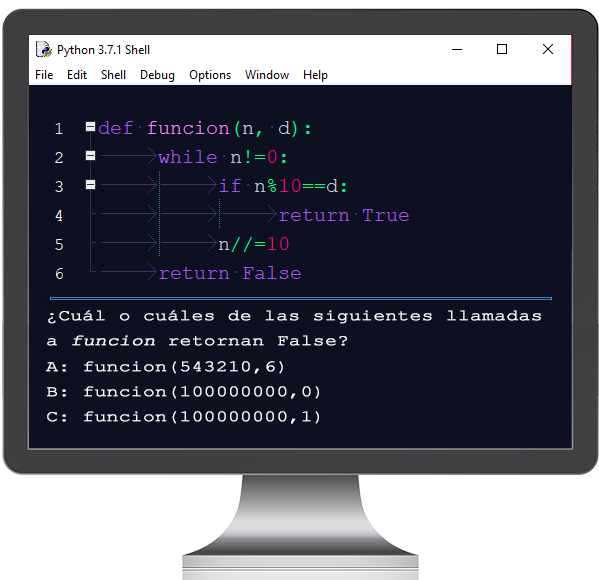 Python 3.7.1 Shell
File Edit Shell Debug Options Window Help
1 def funcion(n, d):
2 while n!=0:
3 if n%10==d:
4 return True
5 n//=10
6 return False
¿Cuál o cuáles de las siguientes llamadas
a funcion retornan False?
A: funcion(543210,6)
B: funcion(100000000,0)
C: funcion(100000000,1)